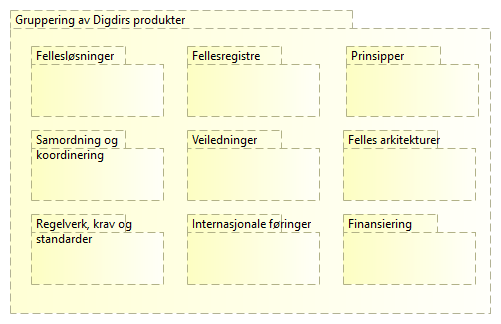 Gruppering av Digdirs produkter
Fellesløsninger
Fellesregistre
Prinsipper
Samordning og
koordinering
Veiledninger
Felles arkitekturer
Regelverk, krav og
standarder
Internasjonale føringer
Finansiering